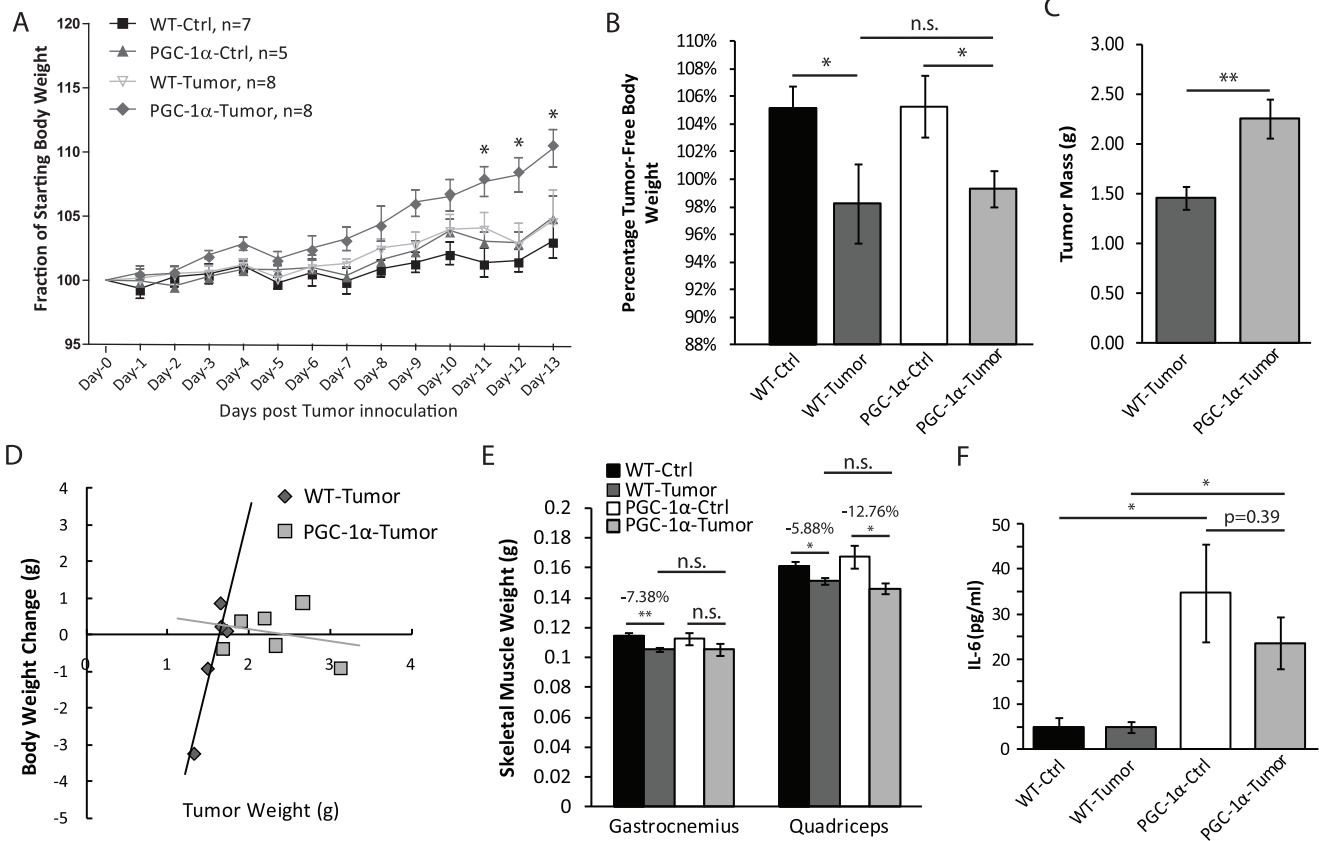 A
120
115
110
105
100
95
Fraction of Starting Body Weight
WT-Ctrl, n=7
PGC-1α-Ctrl, n=5
WT-Tumor, n=8
PGC-1α-Tumor, n=8
* * *
Day-0
Day-1
Day-2
Day-3
Day-4
Day-5
Day-6
Day-7
Day-8
Day-9
Day-10
Day-11
Day-12
Day-13
Days post Tumor innoculation
B
Percentage Tumor-Free Body
Weight
110%
108%
106%
104%
102%
100%
98%
96%
94%
92%
90%
88%
n.s.
* *
WT-Ctrl
WT-Tumor
PGC-1α-Ctrl
PGC-1α-Tumor
C
Tumor Mass (g)
3.00
2.50
2.00
1.50
1.00
0.50
0.00
**
WT-Tumor
PGC-1α-Tumor
D
Body Weight Change (g)
4
3
2
1
0
-1
-2
-3
-4
-5
0 1 2 3 4
WT-Tumor
PGC-1α-Tumor
Tumor Weight (g)
E
WT-Ctrl
WT-Tumor
PGC-1α-Ctrl
PGC-1α-Tumor
Skeletal Muscle Weight (g)
0.2
0.18
0.16
0.14
0.12
0.1
0.08
0.06
0.04
0.02
0
n.s.
-7.38%
**
n.s.
n.s.
-5.88%
*
-12.76%
*
Gastrocnemius Quadriceps
F
IL-6 (pg/ml)
50
40
30
20
10
0
*
*
p=0.39
WT-Ctrl
WT-Tumor
PGC-1α-Ctrl
PGC-1α-Tumor